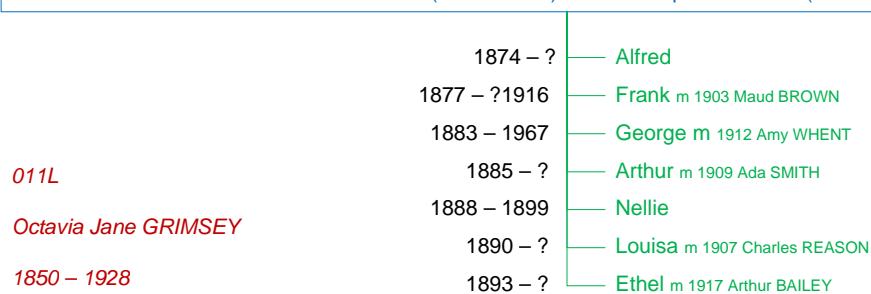 1874 – ? Alfred
1877 – ?1916 Frank m 1903 Maud BROWN
1883 – 1967 George m 1912 Amy WHENT
1885 – ? Arthur m 1909 Ada SMITH
1888 – 1899 Nellie
1890 – ? Louisa m 1907 Charles REASON
1893 – ? Ethel m 1917 Arthur BAILEY
011L
Octavia Jane GRIMSEY
1850 – 1928